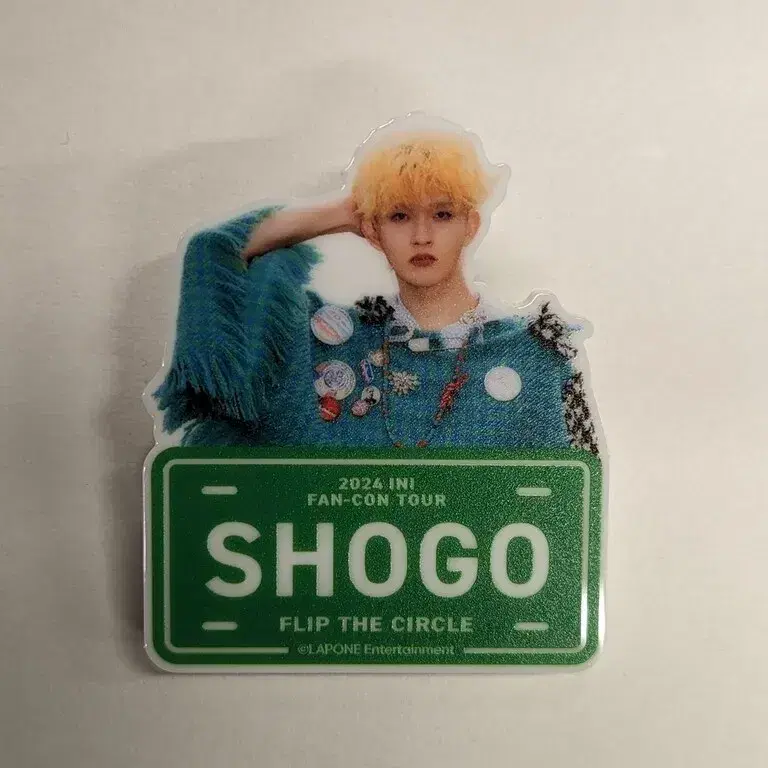 2024 INI
FAN-CON TOUR
SHOGO
FLIP THE CIRCLE
©LAPONE Entertainment